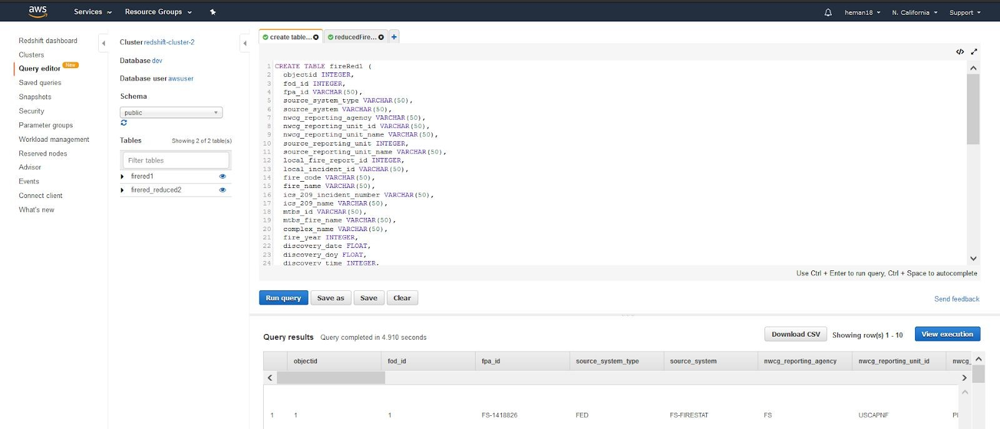 aws Services Resource Groups heman18 N. California Support
Redshift dashboard
Clusters
Query editor New
Saved queries
Snapshots
Security
Parameter groups
Workload management
Reserved nodes
Advisor
Events
Connect client
What's new
Cluster redshift-cluster-2
Database dev
Database user awsuser
Schema
public
Tables Showing 2 of 2 table(s)
Filter tables
firered1
firered_reduced2
create table... reducedFire... +
1 CREATE TABLE fireRed1 (
2 objectid INTEGER,
3 fod_id INTEGER,
4 fpa_id VARCHAR(50),
5 source_system_type VARCHAR(50),
6 source_system VARCHAR(50),
7 nwcg_reporting_agency VARCHAR(50),
8 nwcg_reporting_unit_id VARCHAR(50),
9 nwcg_reporting_unit_name VARCHAR(50),
10 source_reporting_unit INTEGER,
11 source_reporting_unit_name VARCHAR(50),
12 local_fire_report_id INTEGER,
13 local_incident_id VARCHAR(50),
14 fire_code VARCHAR(50),
15 fire_name VARCHAR(50),
16 ics_209_incident_number VARCHAR(50),
17 ics_209_name VARCHAR(50),
18 mtbs_id VARCHAR(50),
19 mtbs_fire_name VARCHAR(50),
20 complex_name VARCHAR(50),
21 fire_year INTEGER,
22 discovery_date FLOAT,
23 discovery_doy FLOAT,
24 discovery_time INTEGER,
Use Ctrl + Enter to run query, Ctrl + Space to autocomplete
Run query Save as Save Clear Send feedback
Query results Query completed in 4.910 seconds Download CSV Showing row(s) 1 - 10 View execution
objectid fod_id fpa_id source_system_type source_system nwcg_reporting_agency nwcg_reporting_unit_id nwcg_
1 1 1 FS-1418826 FED FS-FIRESTAT FS USCAPNF